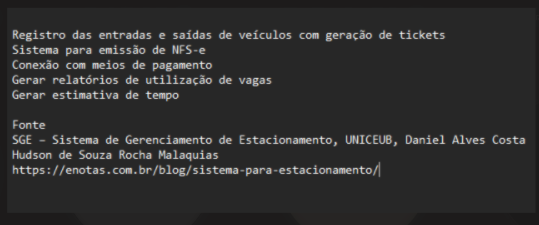 Registro das entradas e saídas de veículos com geração de tickets
Sistema para emissão de NFS-e
Conexão com meios de pagamento
Gerar relatórios de utilização de vagas
Gerar estimativa de tempo
Fonte
SGE – Sistema de Gerenciamento de Estacionamento, UNICEUB, Daniel Alves Costa
Hudson de Souza Rocha Malaquias
https://enotas.com.br/blog/sistema-para-estacionamento/